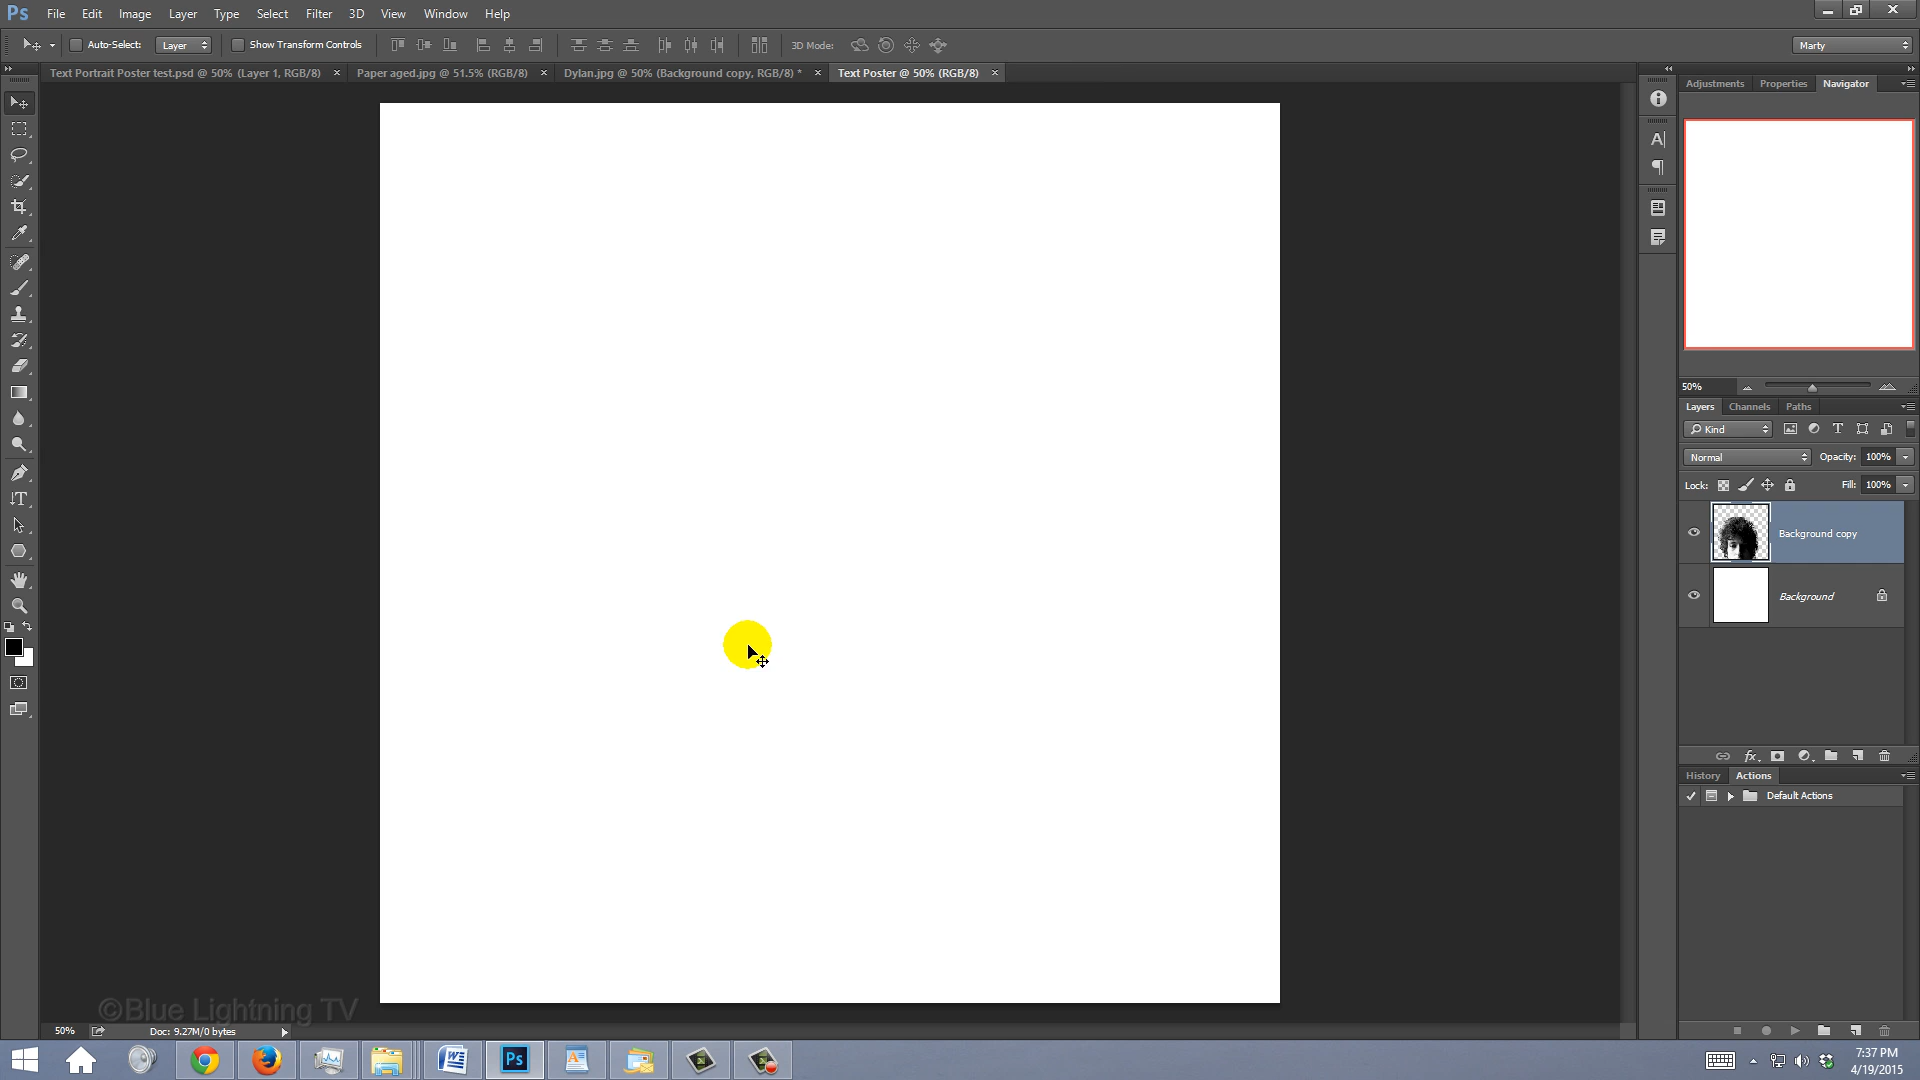 Ps File Edit Image Layer Type Select Filter 3D View Window Help
Auto-Select: Layer Show Transform Controls 3D Mode: Marty
Text Portrait Poster test.psd @ 50% (Layer 1, RGB/8) × Paper aged.jpg @ 51.5% (RGB/8) × Dylan.jpg @ 50% (Background copy, RGB/8) * × Text Poster @ 50% (RGB/8) ×
Adjustments Properties Navigator
50%
Layers Channels Paths
Kind
Normal Opacity: 100%
Lock: Fill: 100%
Background copy
Background
History Actions
Default Actions
©Blue Lightning TV
50% Doc: 9.27M/0 bytes
7:37 PM
4/19/2015